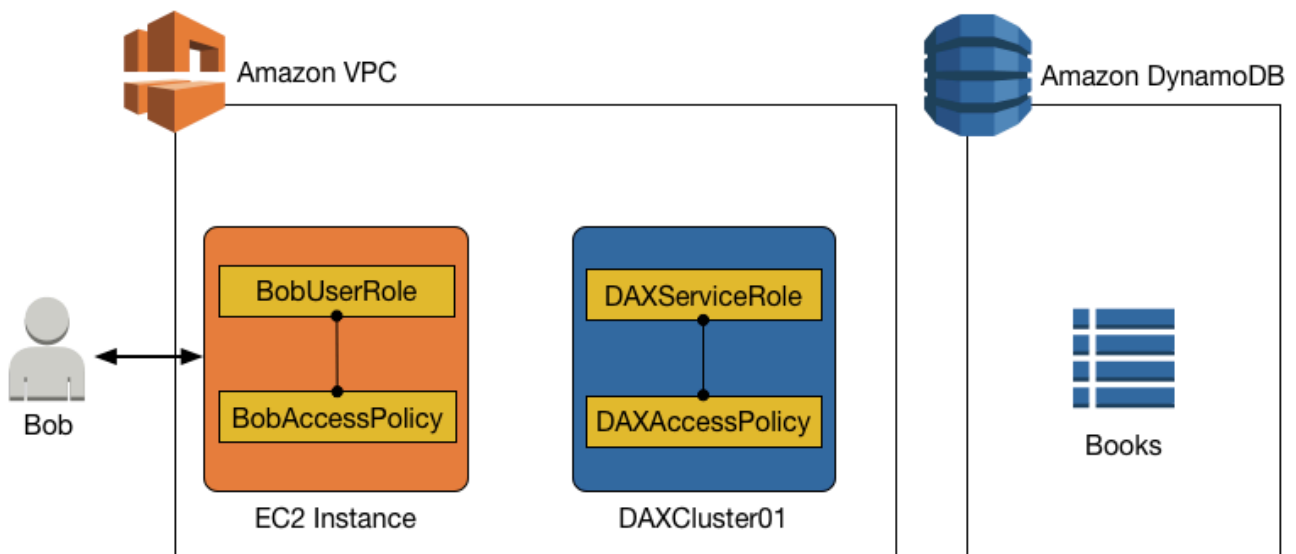 Amazon VPC
Amazon DynamoDB
BobUserRole
DAXServiceRole
BobAccessPolicy
DAXAccessPolicy
Bob
Books
EC2 Instance
DAXCluster01